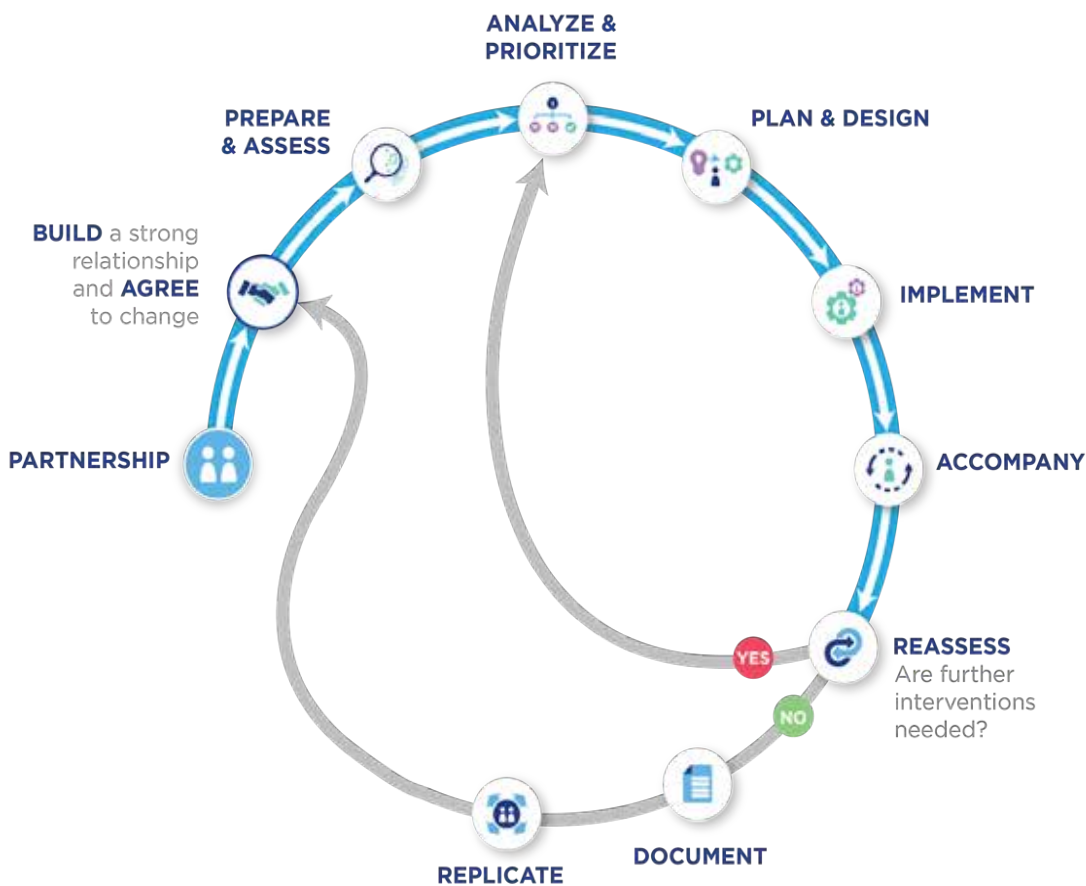 ANALYZE &
PRIORITIZE
PREPARE
& ASSESS
PLAN & DESIGN
BUILD a strong
relationship
and AGREE
to change
IMPLEMENT
PARTNERSHIP
ACCOMPANY
REASSESS
Are further
interventions
needed?
YES
NO
DOCUMENT
REPLICATE